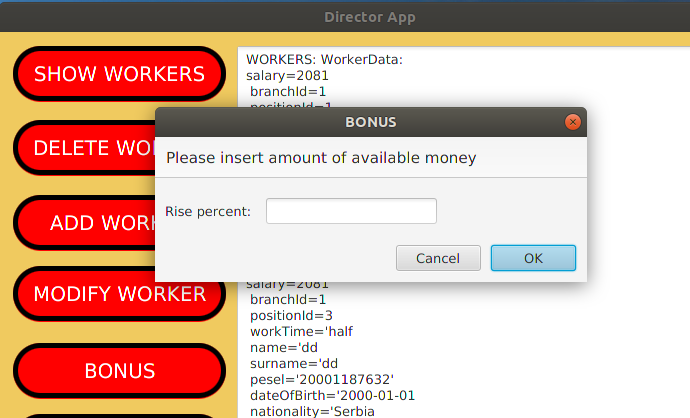 Director App
SHOW WORKERS
DELETE WO
ADD WORK
MODIFY WORKER
BONUS
WORKERS: WorkerData:
salary=2081
branchId=1
positionId=1
BONUS
Please insert amount of available money
Rise percent:
Cancel
OK
salary=2081
branchId=1
positionId=3
workTime='half
name='dd
surname='dd
pesel='20001187632'
dateOfBirth='2000-01-01
nationality='Serbia